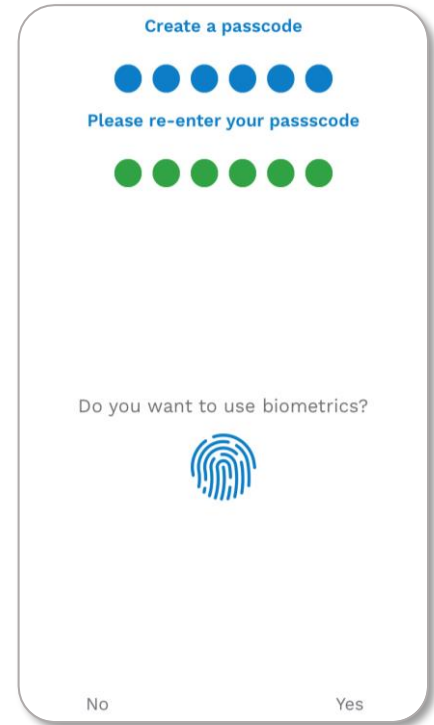 Create a passcode
Please re-enter your passscode
Do you want to use biometrics?
No Yes